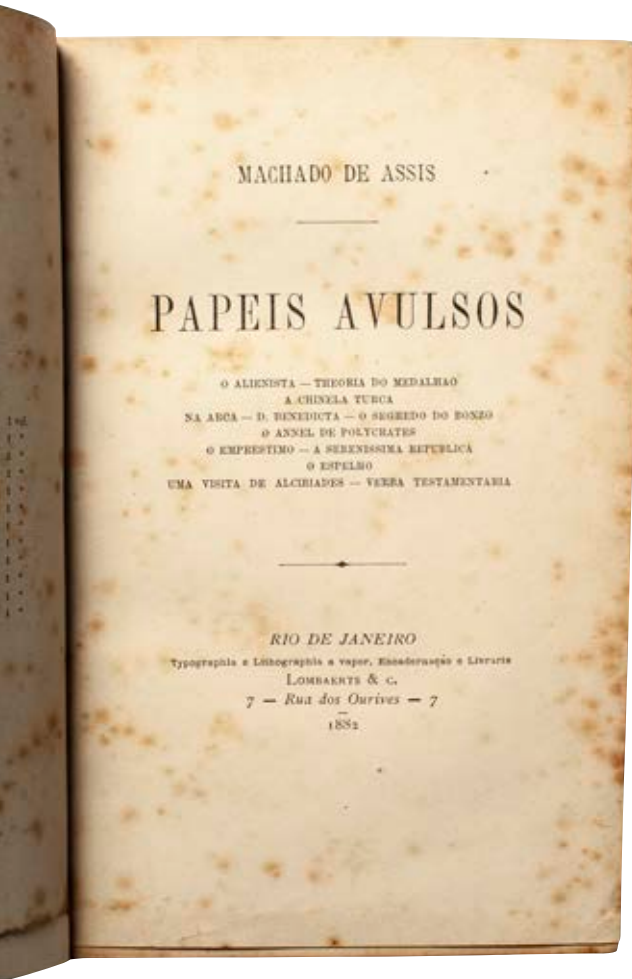 MACHADO DE ASSIS
PAPEIS AVULSOS
O ALIENISTA — THEORIA DO MEDALHAO
A CHINELA TURCA
NA ARCA — D. BENEDICTA — O SEGREDO DO BONZO
O ANNEL DE POLYCRATES
O EMPRESTIMO — A SERENISSIMA REPUBLICA
O ESPELHO
UMA VISITA DE ALCIBIADES — VERBA TESTAMENTARIA
RIO DE JANEIRO
Typographia e Lithographia a vapor, Encadernação e Livraria
LOMBAERTS & C.
7 — Rua dos Ourives — 7
1882